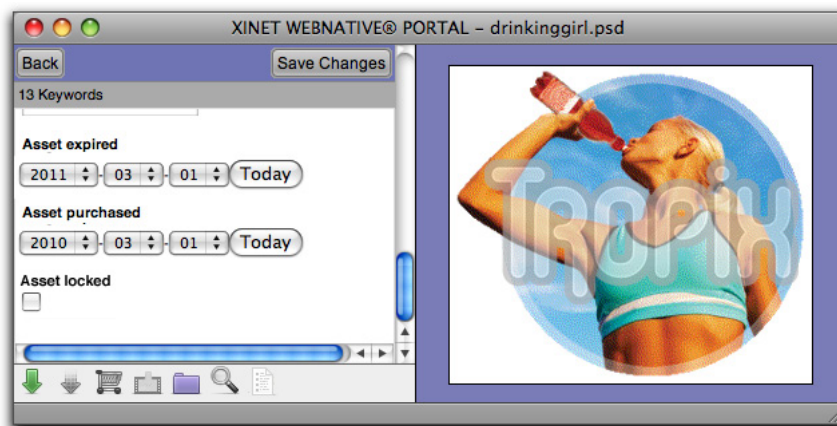 XINET WEBNATIVE® PORTAL – drinkinggirl.psd
Back
Save Changes
13 Keywords
Asset expired
2011 - 03 - 01 Today
Asset purchased
2010 - 03 - 01 Today
Asset locked
Tropix